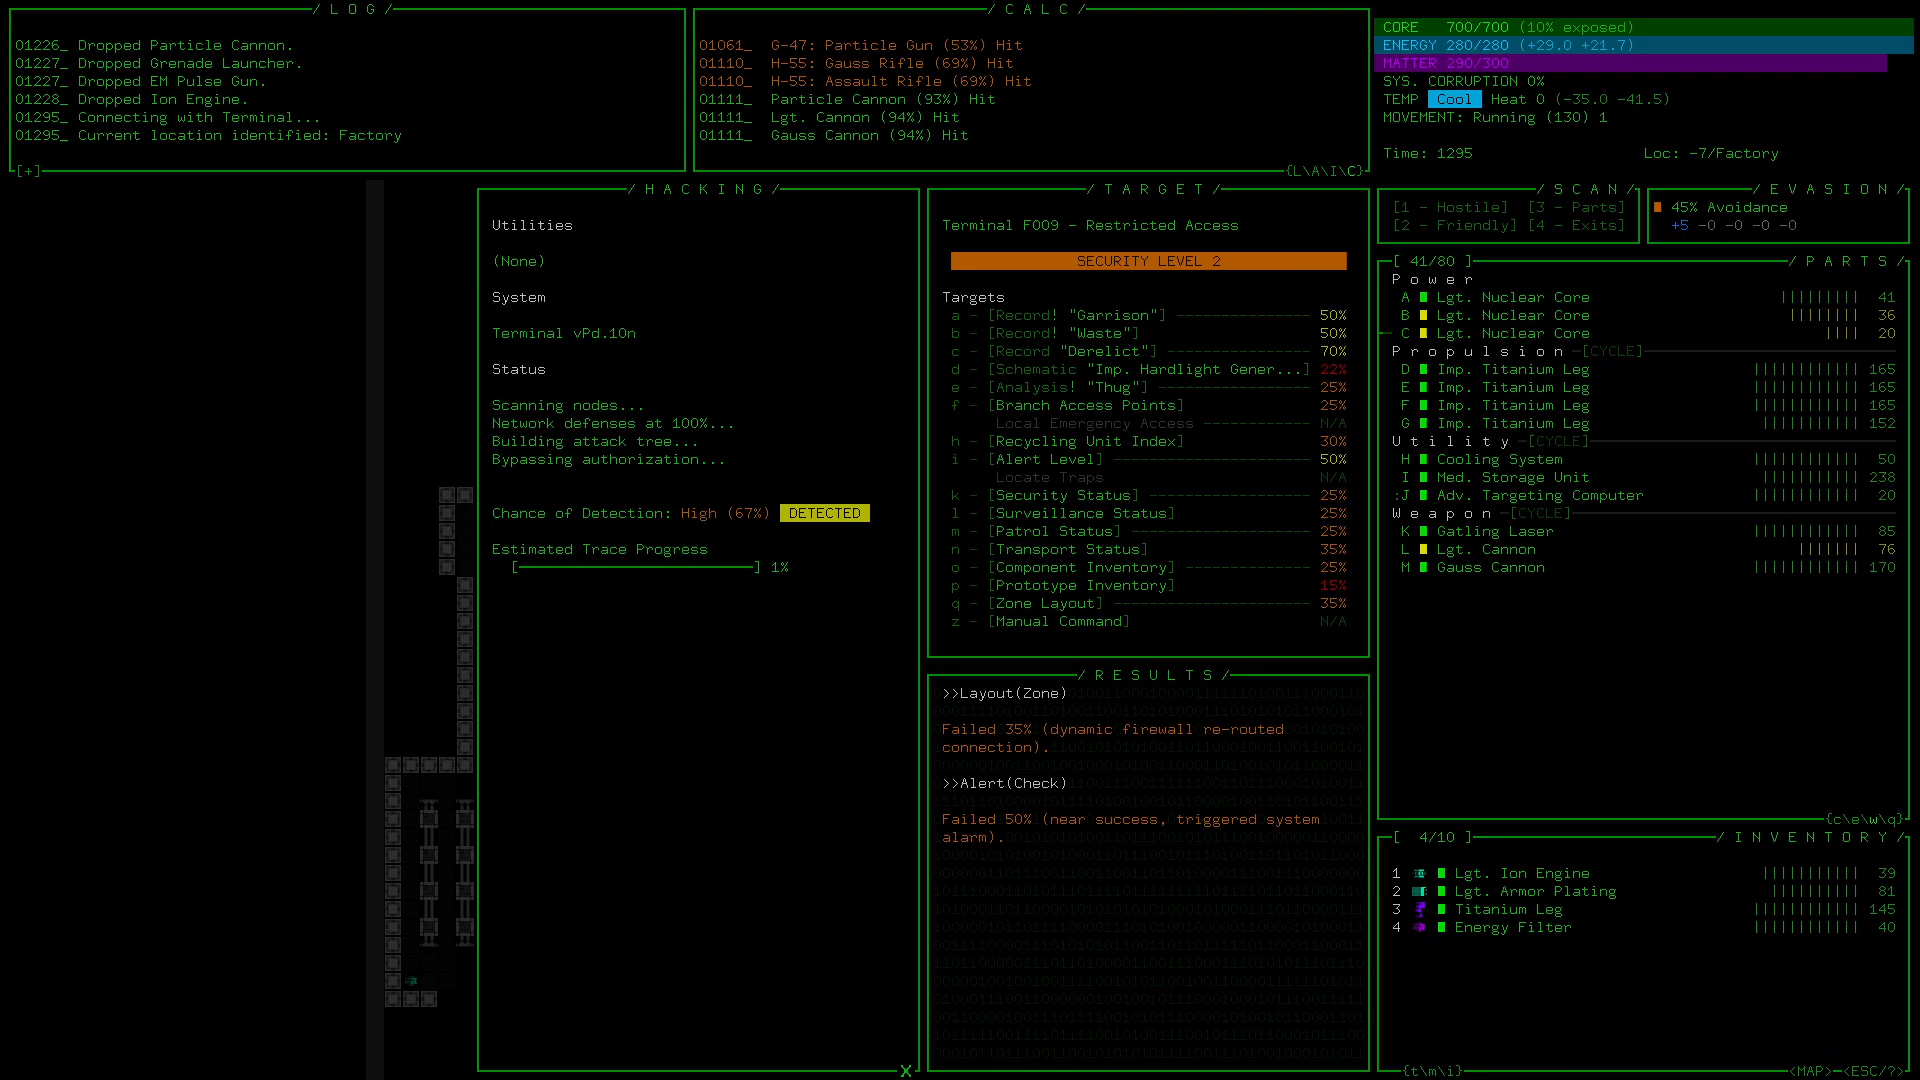 / L O G /
01226_ Dropped Particle Cannon.
01227_ Dropped Grenade Launcher.
01227_ Dropped EM Pulse Gun.
01228_ Dropped Ion Engine.
01295_ Connecting with Terminal...
01295_ Current location identified: Factory
[+]
/ C A L C /
01061_ G-47: Particle Gun (53%) Hit
01110_ H-55: Gauss Rifle (69%) Hit
01110_ H-55: Assault Rifle (69%) Hit
01111_ Particle Cannon (93%) Hit
01111_ Lgt. Cannon (94%) Hit
01111_ Gauss Cannon (94%) Hit
{L\A\I\C}
CORE 700/700 (10% exposed)
ENERGY 280/280 (+29.0 +21.7)
MATTER 290/300
SYS. CORRUPTION 0%
TEMP Cool Heat 0 (-35.0 -41.5)
MOVEMENT: Running (130) 1
Time: 1295 Loc: -7/Factory
/ H A C K I N G /
Utilities
(None)
System
Terminal vPd.10n
Status
Scanning nodes...
Network defenses at 100%...
Building attack tree...
Bypassing authorization...
Chance of Detection: High (67%) DETECTED
Estimated Trace Progress
[ ] 1%
X
/ T A R G E T /
Terminal F009 - Restricted Access
SECURITY LEVEL 2
Targets
a - [Record! "Garrison"] 50%
b - [Record! "Waste"] 50%
c - [Record "Derelict"] 70%
d - [Schematic "Imp. Hardlight Gener...] 22%
e - [Analysis! "Thug"] 25%
f - [Branch Access Points] 25%
Local Emergency Access N/A
h - [Recycling Unit Index] 30%
i - [Alert Level] 50%
Locate Traps N/A
k - [Security Status] 25%
l - [Surveillance Status] 25%
m - [Patrol Status] 25%
n - [Transport Status] 35%
o - [Component Inventory] 25%
p - [Prototype Inventory] 15%
q - [Zone Layout] 35%
z - [Manual Command] N/A
/ R E S U L T S /
>>Layout(Zone)
Failed 35% (dynamic firewall re-routed
connection).
>>Alert(Check)
Failed 50% (near success, triggered system
alarm).
/ S C A N /
[1 - Hostile] [3 - Parts]
[2 - Friendly] [4 - Exits]
/ E V A S I O N /
45% Avoidance
+5 -0 -0 -0 -0
[ 41/80 ] / P A R T S /
P o w e r
A Lgt. Nuclear Core 41
B Lgt. Nuclear Core 36
C Lgt. Nuclear Core 20
P r o p u l s i o n [CYCLE]
D Imp. Titanium Leg 165
E Imp. Titanium Leg 165
F Imp. Titanium Leg 165
G Imp. Titanium Leg 152
U t i l i t y [CYCLE]
H Cooling System 50
I Med. Storage Unit 238
:J Adv. Targeting Computer 20
W e a p o n [CYCLE]
K Gatling Laser 85
L Lgt. Cannon 76
M Gauss Cannon 170
{c\e\w\q}
[ 4/10 ] / I N V E N T O R Y /
1 Lgt. Ion Engine 39
2 Lgt. Armor Plating 81
3 Titanium Leg 145
4 Energy Filter 40
{t\m\i} <MAP>-<ESC/?>